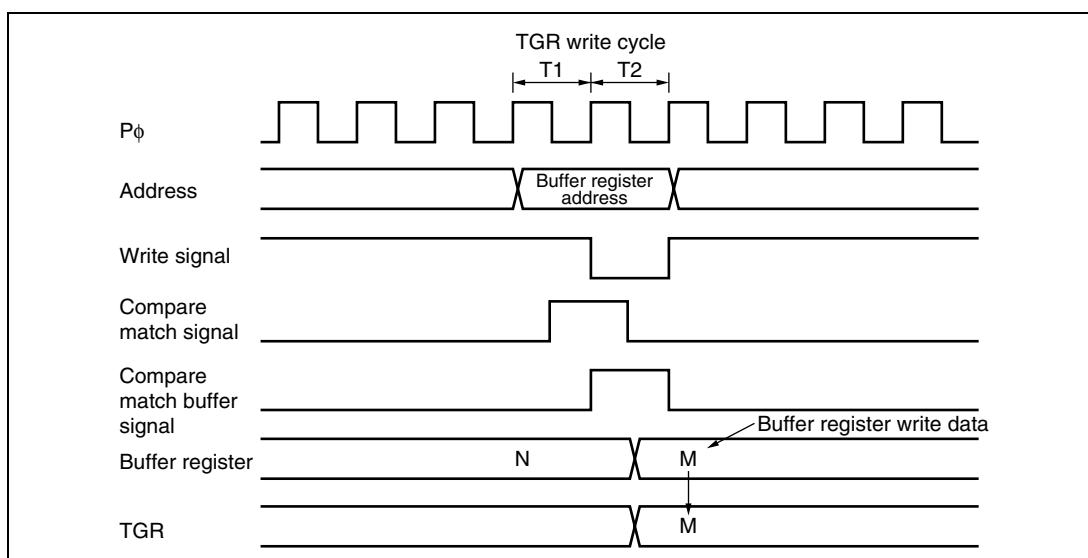 TGR write cycle
T1 T2
Pϕ
Address
Buffer register
address
Write signal
Compare
match signal
Compare
match buffer
signal
Buffer register write data
Buffer register
N M
TGR
M